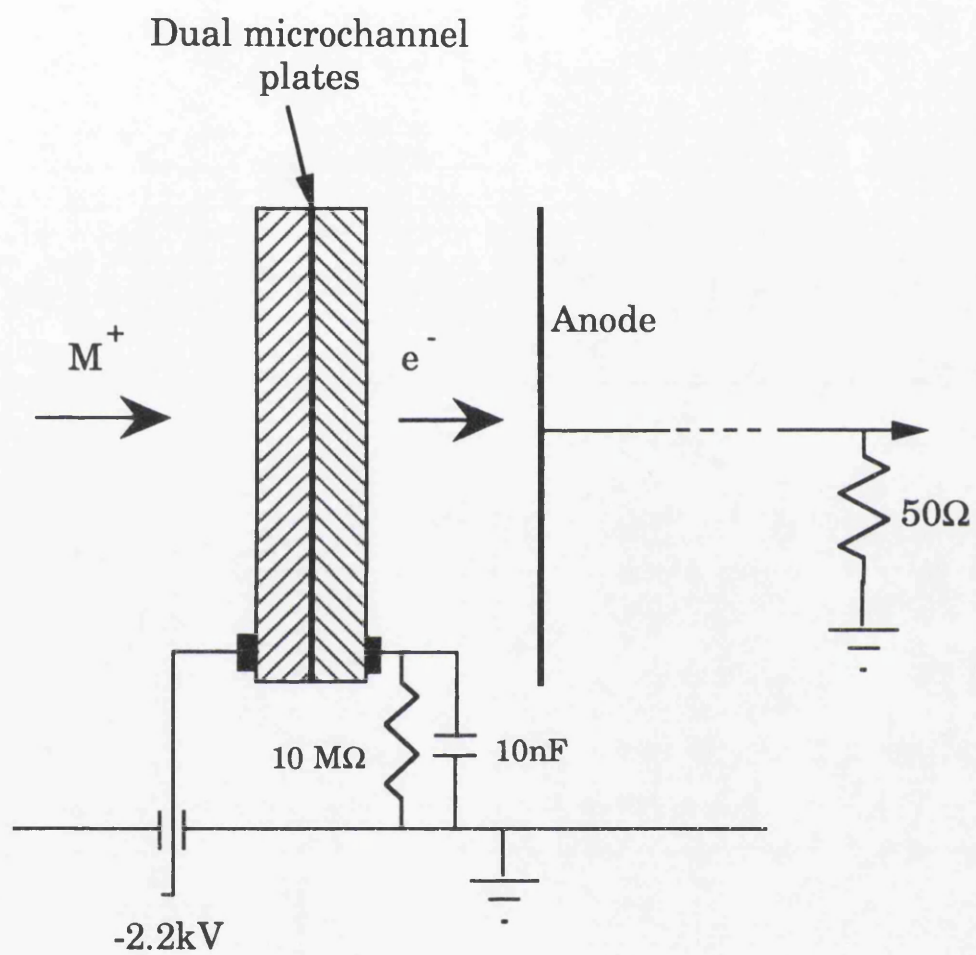 Dual microchannel
plates
M⁺
e⁻
Anode
50Ω
10 MΩ
10nF
-2.2kV